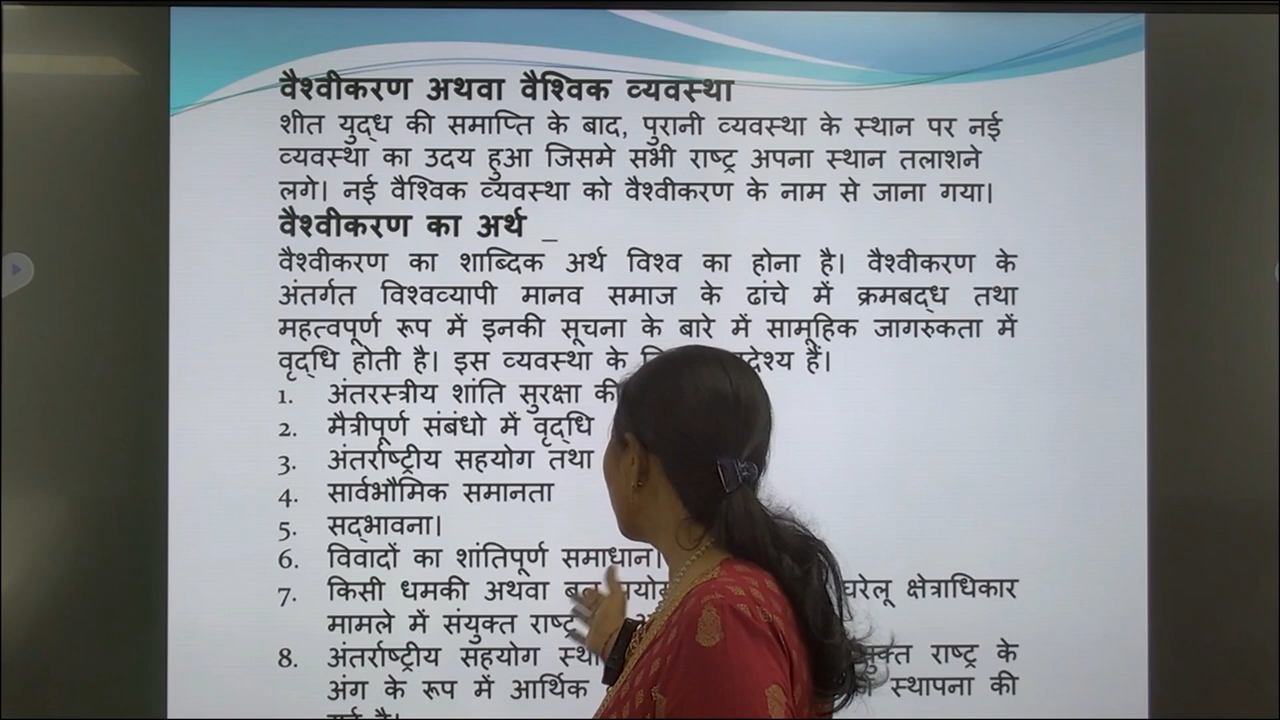 वैश्वीकरण अथवा वैश्विक व्यवस्था
शीत युद्ध की समाप्ति के बाद, पुरानी व्यवस्था के स्थान पर नई
व्यवस्था का उदय हुआ जिसमे सभी राष्ट्र अपना स्थान तलाशने
लगे। नई वैश्विक व्यवस्था को वैश्वीकरण के नाम से जाना गया।
वैश्वीकरण का अर्थ _
वैश्वीकरण का शाब्दिक अर्थ विश्व का होना है। वैश्वीकरण के
अंतर्गत विश्वव्यापी मानव समाज के ढांचे में क्रमबद्ध तथा
महत्वपूर्ण रूप में इनकी सूचना के बारे में सामूहिक जागरुकता में
वृद्धि होती है। इस व्यवस्था के हैं।
1. अंतरस्त्रीय शांति सुरक्षा की
2. मैत्रीपूर्ण संबंधो में वृद्धि
3. अंतर्राष्ट्रीय सहयोग तथा
4. सार्वभौमिक समानता
5. सद्भावना।
6. विवादों का शांतिपूर्ण समाधान।
7. किसी धमकी अथवा घरेलू क्षेत्राधिकार
मामले में संयुक्त राष्ट्र
8. अंतर्राष्ट्रीय सहयोग राष्ट्र के
अंग के रूप में आर्थिक स्थापना की